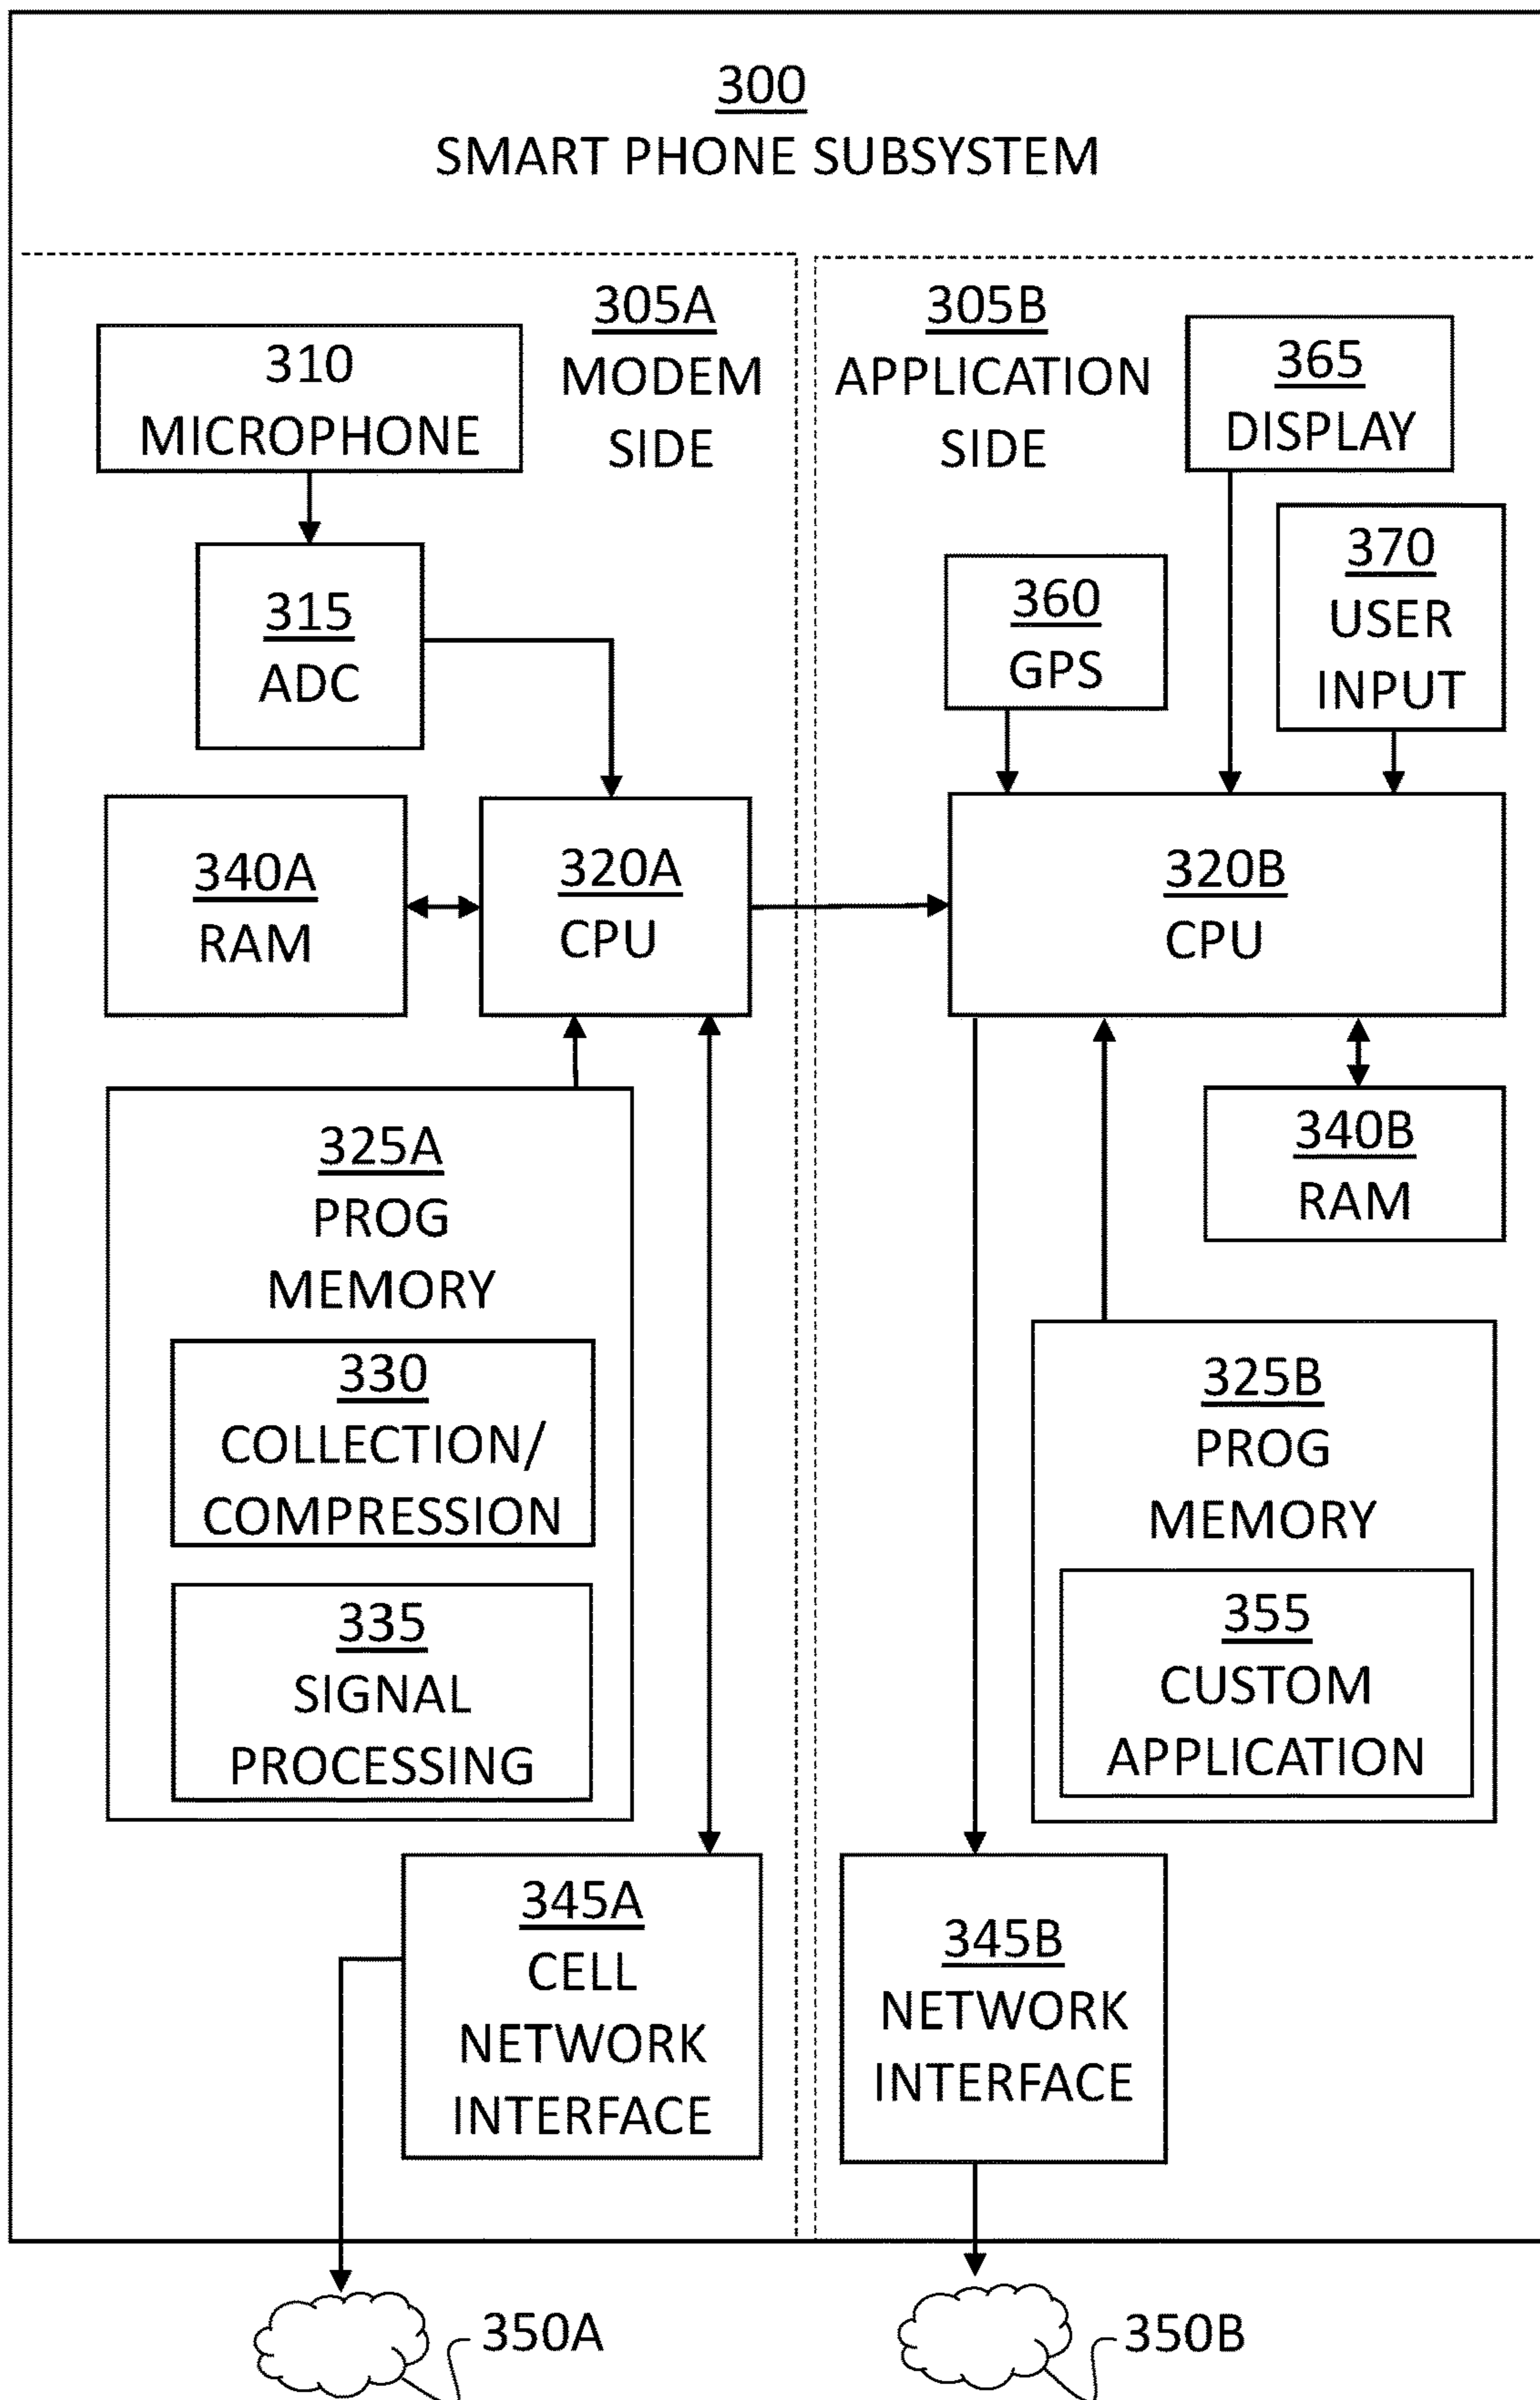 300
SMART PHONE SUBSYSTEM
305A
MODEM
SIDE
310
MICROPHONE
315
ADC
340A
RAM
320A
CPU
325A
PROG
MEMORY
330
COLLECTION/
COMPRESSION
335
SIGNAL
PROCESSING
345A
CELL
NETWORK
INTERFACE
350A
305B
APPLICATION
SIDE
365
DISPLAY
370
USER
INPUT
360
GPS
320B
CPU
340B
RAM
325B
PROG
MEMORY
355
CUSTOM
APPLICATION
345B
NETWORK
INTERFACE
350B